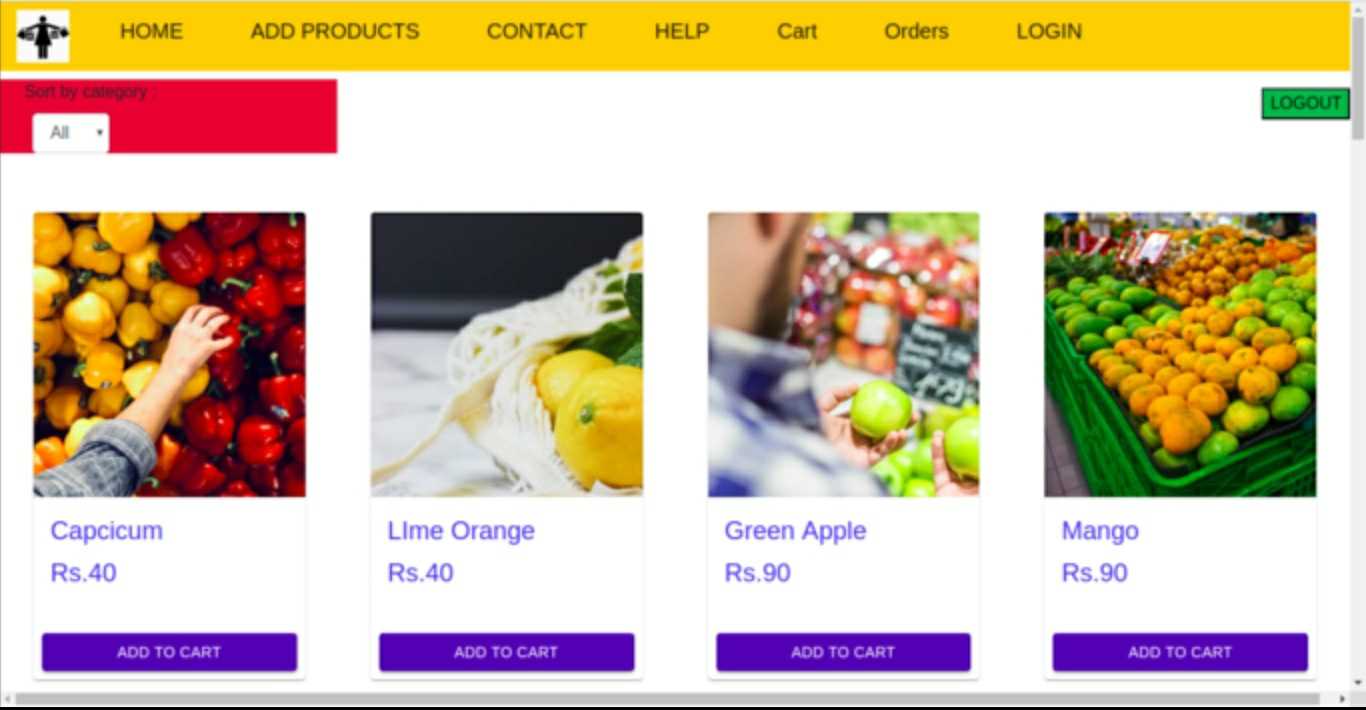 HOME ADD PRODUCTS CONTACT HELP Cart Orders LOGIN
Sort by category :
LOGOUT
All
Capcicum LIme Orange Green Apple Mango
Rs.40 Rs.40 Rs.90 Rs.90
ADD TO CART ADD TO CART ADD TO CART ADD TO CART